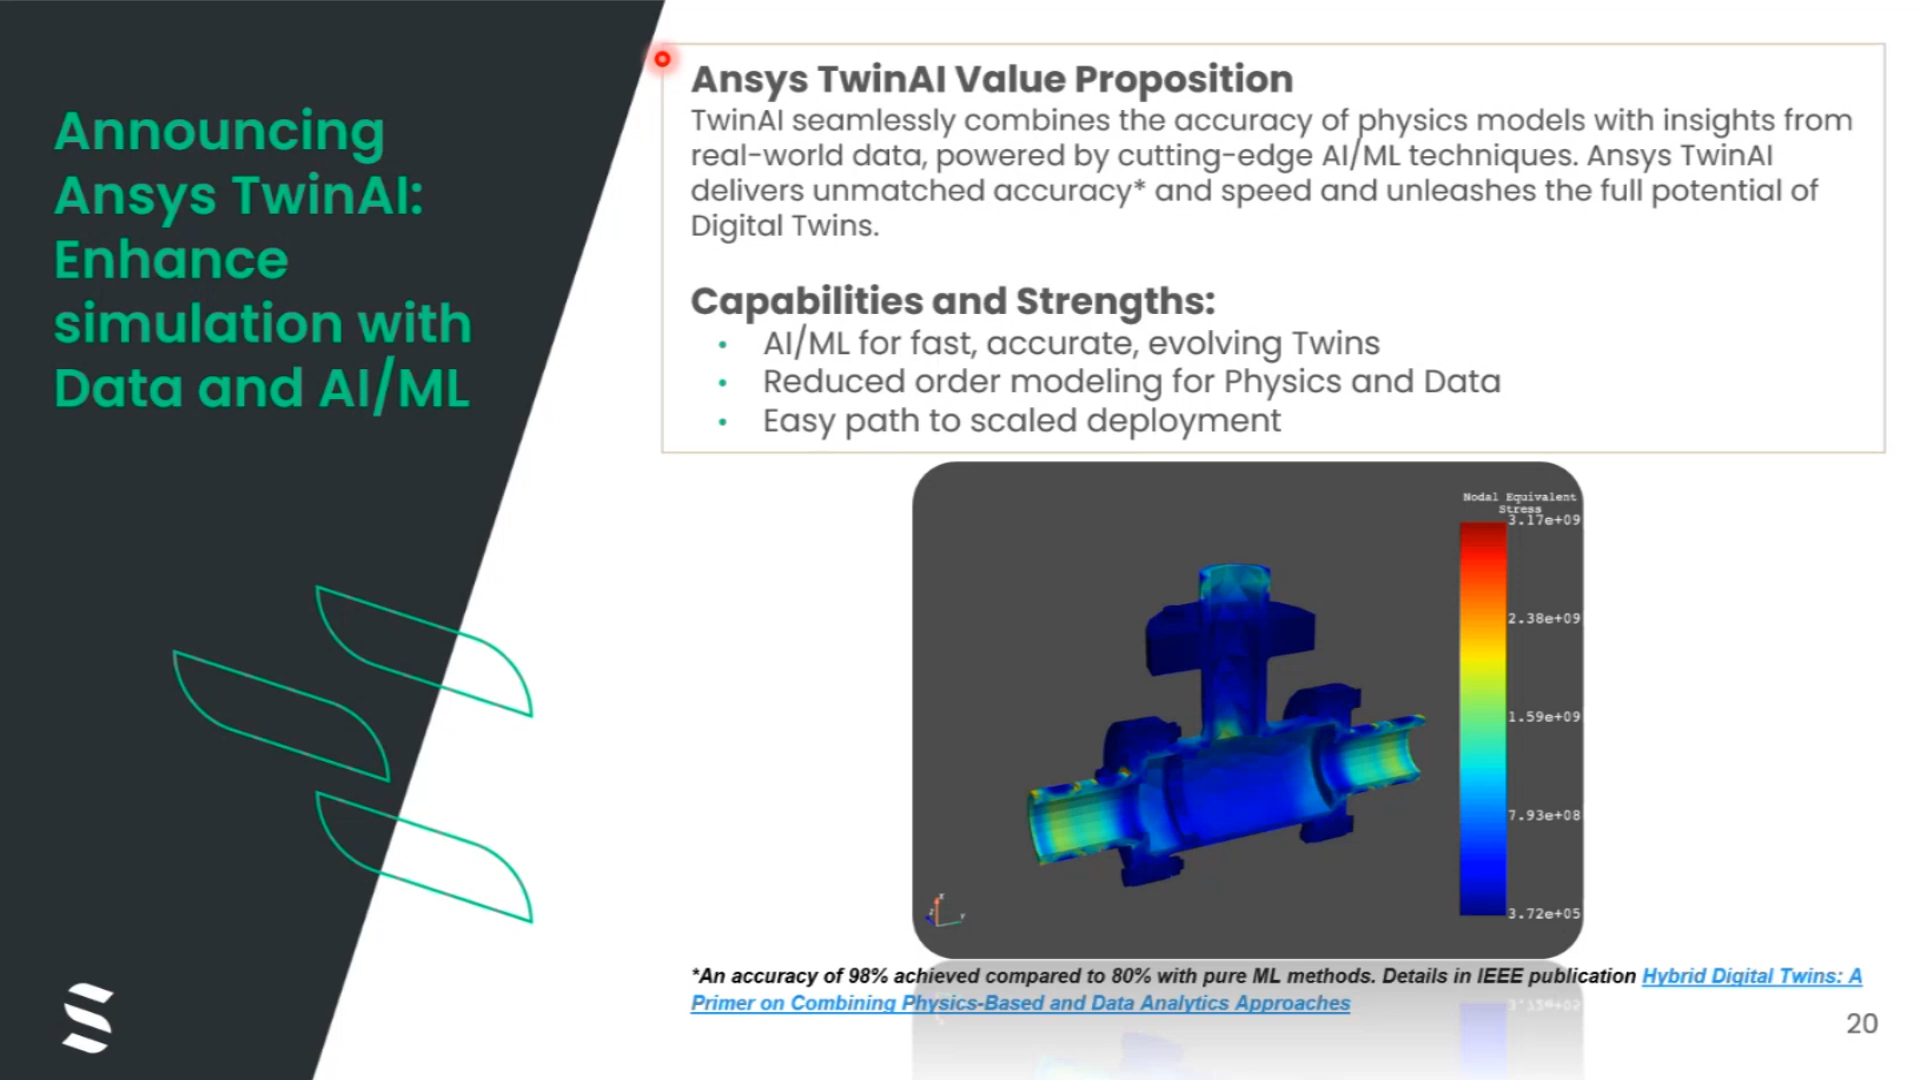 Announcing
Ansys TwinAI:
Enhance
simulation with
Data and AI/ML
Ansys TwinAI Value Proposition
TwinAI seamlessly combines the accuracy of physics models with insights from
real-world data, powered by cutting-edge AI/ML techniques. Ansys TwinAI
delivers unmatched accuracy* and speed and unleashes the full potential of
Digital Twins.
Capabilities and Strengths:
• AI/ML for fast, accurate, evolving Twins
• Reduced order modeling for Physics and Data
• Easy path to scaled deployment
Nodal Equivalent
Stress
3.17e+09
2.38e+09
1.59e+09
7.93e+08
3.72e+05
*An accuracy of 98% achieved compared to 80% with pure ML methods. Details in IEEE publication Hybrid Digital Twins: A
Primer on Combining Physics-Based and Data Analytics Approaches
20